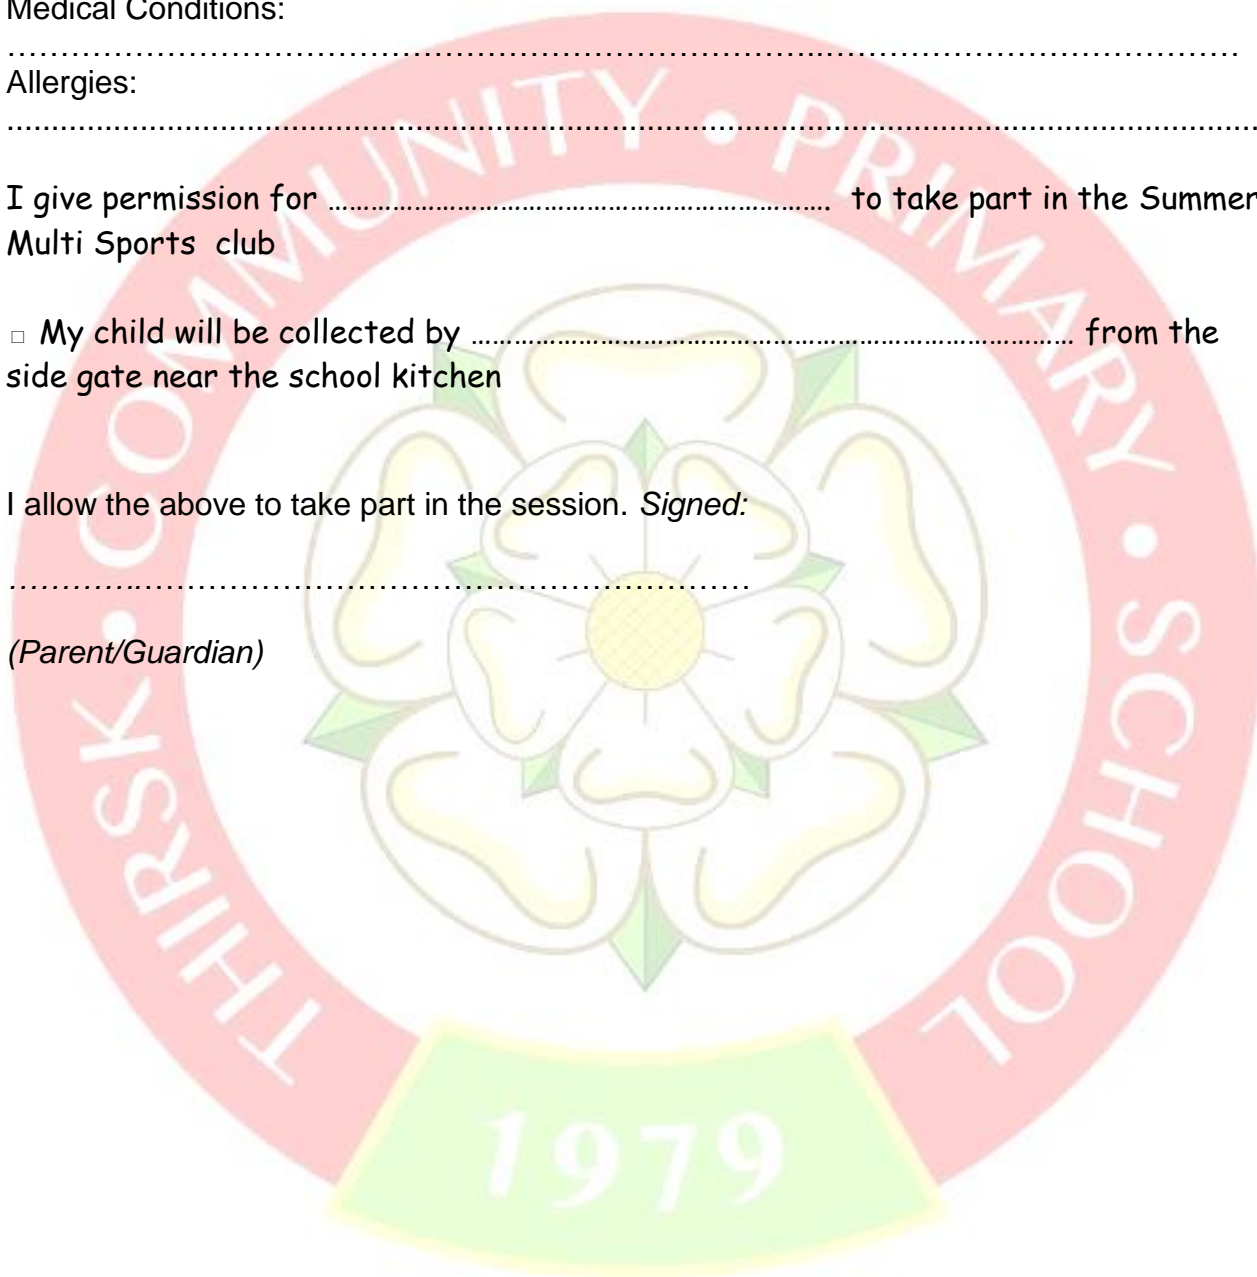 Medical Conditions:
……………………………………………………………………..…………………………………
Allergies:
..........................................................................................................................................
I give permission for ……………………………………………………………. to take part in the Summer
Multi Sports club
□ My child will be collected by ………………………………………………………………………… from the
side gate near the school kitchen
I allow the above to take part in the session. Signed:
………….…………………………………………………
(Parent/Guardian)
THIRSK • COMMUNITY • PRIMARY • SCHOOL
1979